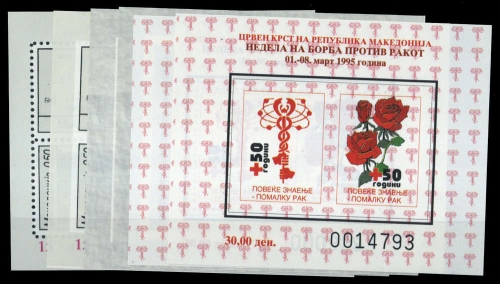 ЦРВЕН КРСТ НА РЕПУБЛИКА МАКЕДОНИЈА
НЕДЕЛА НА БОРБА ПРОТИВ РАКОТ
01.-08. март 1995 година
+50
години
ПОВЕЌЕ ЗНАЕЊЕ
- ПОМАЛКУ РАК
+50
години
ПОВЕЌЕ ЗНАЕЊЕ
- ПОМАЛКУ РАК
30,00 ден.
0014793